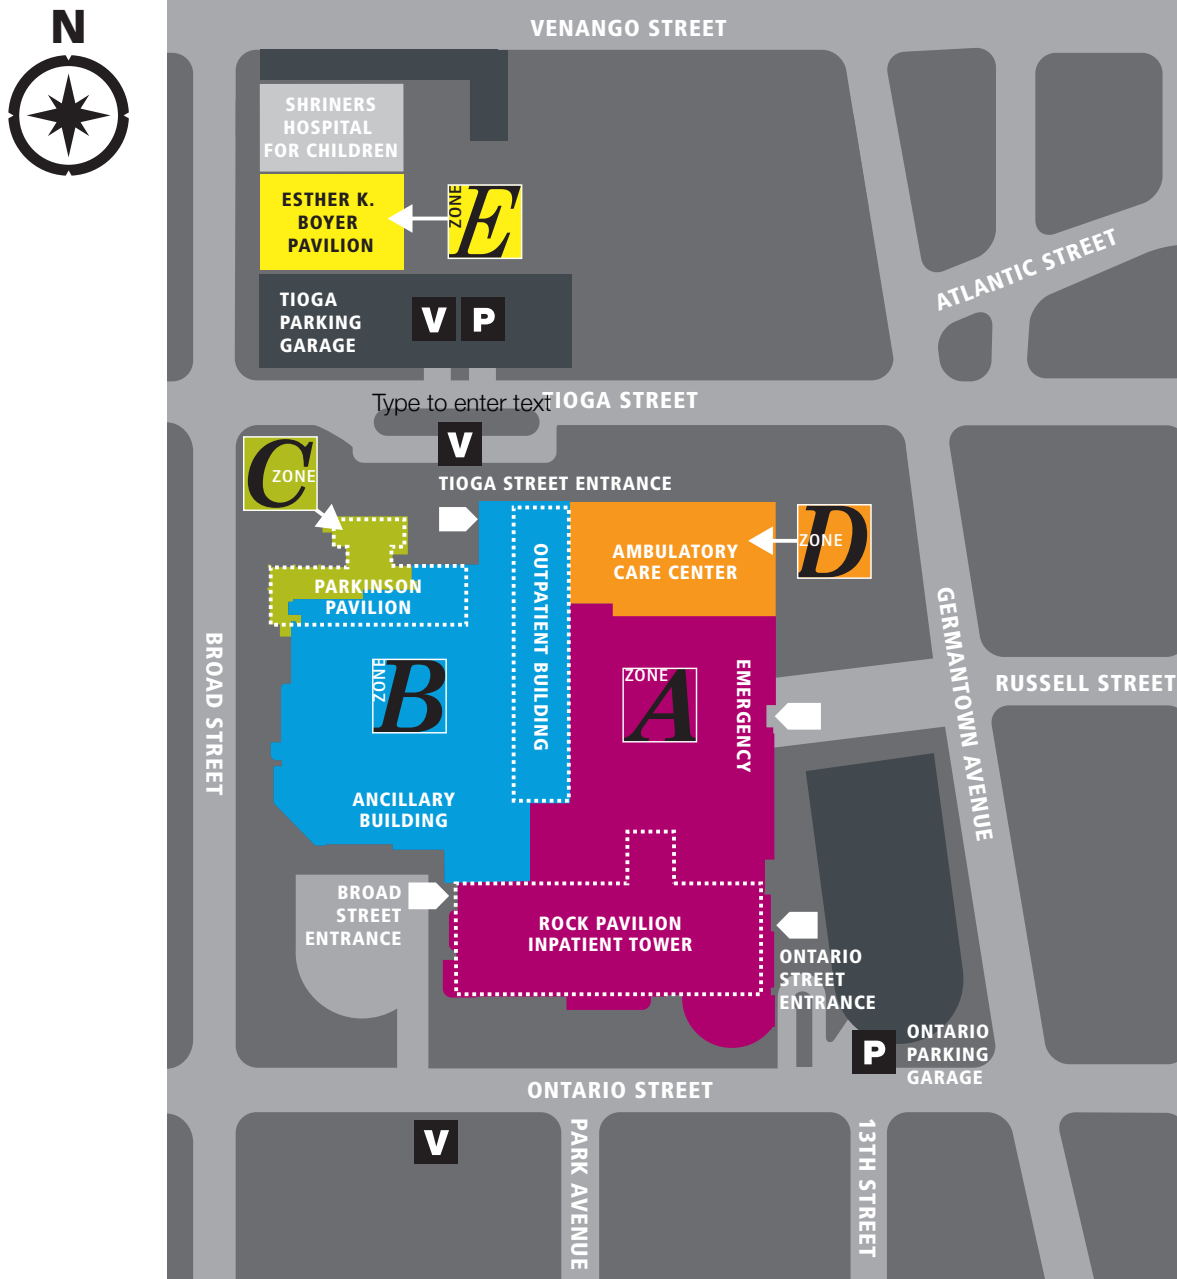 N
VENANGO STREET
SHRINERS
HOSPITAL
FOR CHILDREN
ESTHER K.
BOYER
PAVILION
ZONE
E
ATLANTIC STREET
TIOGA
PARKING
GARAGE
V P
Type to enter text
TIOGA STREET
V
C
ZONE
TIOGA STREET ENTRANCE
OUTPATIENT BUILDING
AMBULATORY
CARE CENTER
D
ZONE
PARKINSON
PAVILION
BROAD STREET
ZONE
B
ZONE
A
EMERGENCY
GERMANTOWN AVENUE
RUSSELL STREET
ANCILLARY
BUILDING
BROAD
STREET
ENTRANCE
ROCK PAVILION
INPATIENT TOWER
ONTARIO
STREET
ENTRANCE
P
ONTARIO
PARKING
GARAGE
ONTARIO STREET
V
PARK AVENUE
13TH STREET